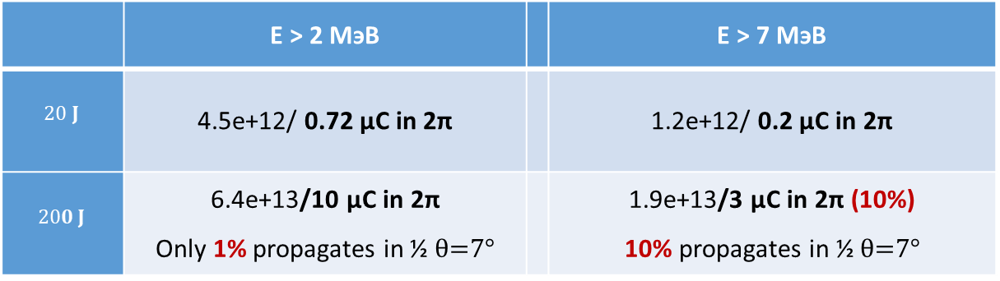 E > 2 МэВ
E > 7 МэВ
20 J
4.5e+12/ 0.72 µC in 2π
1.2e+12/ 0.2 µC in 2π
200 J
6.4e+13/10 µC in 2π
Only 1% propagates in ½ θ=7°
1.9e+13/3 µC in 2π (10%)
10% propagates in ½ θ=7°